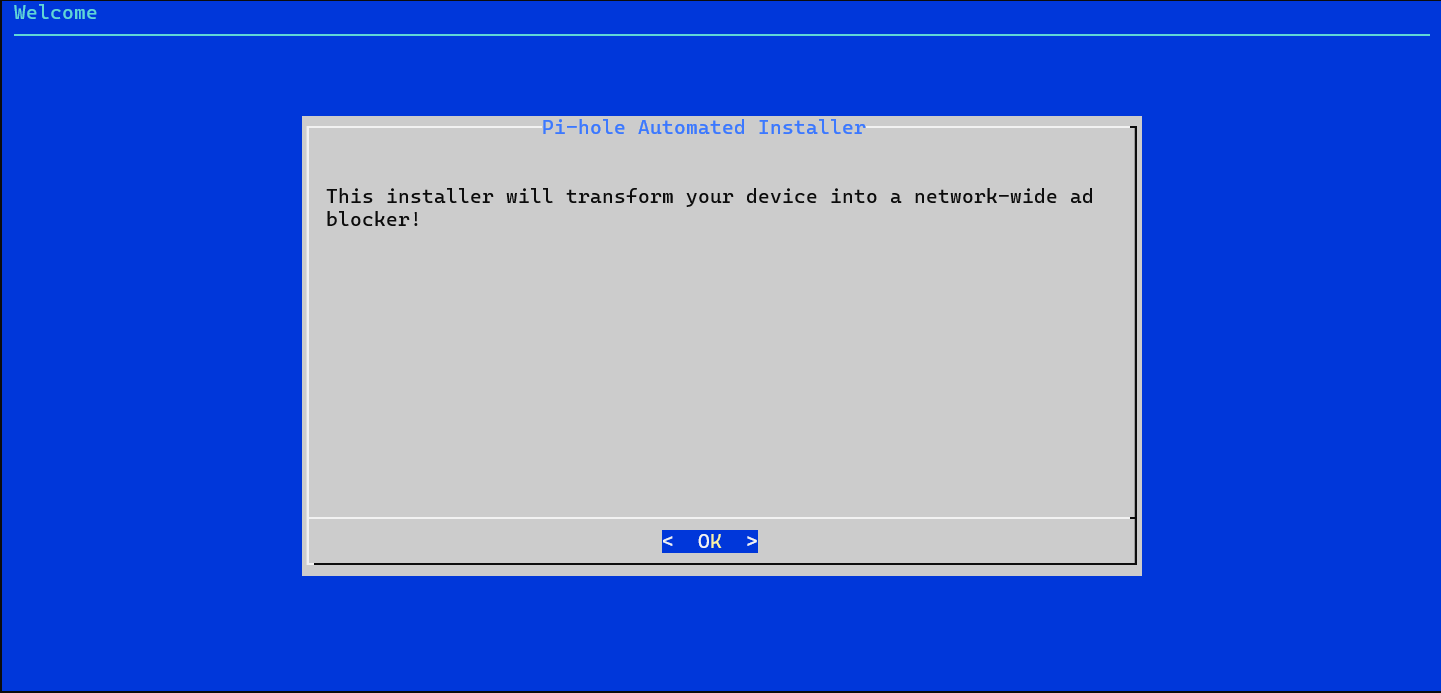 Welcome
Pi-hole Automated Installer
This installer will transform your device into a network-wide ad
blocker!
<  OK  >